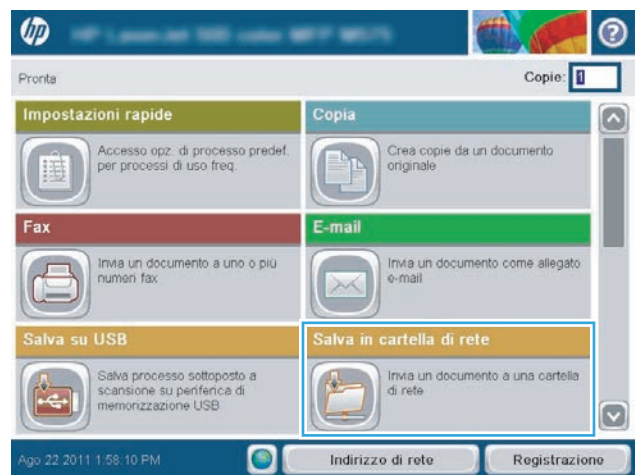 hp
Pronta
Copie: 1
Impostazioni rapide
Accesso opz. di processo predef.
per processi di uso freq.
Copia
Crea copie da un documento
originale
Fax
Invia un documento a uno o più
numeri fax
E-mail
Invia un documento come allegato
e-mail
Salva su USB
Salva processo sottoposto a
scansione su periferica di
memorizzazione USB
Salva in cartella di rete
Invia un documento a una cartella
di rete
Ago 22 2011 1:58:10 PM
Indirizzo di rete
Registrazione